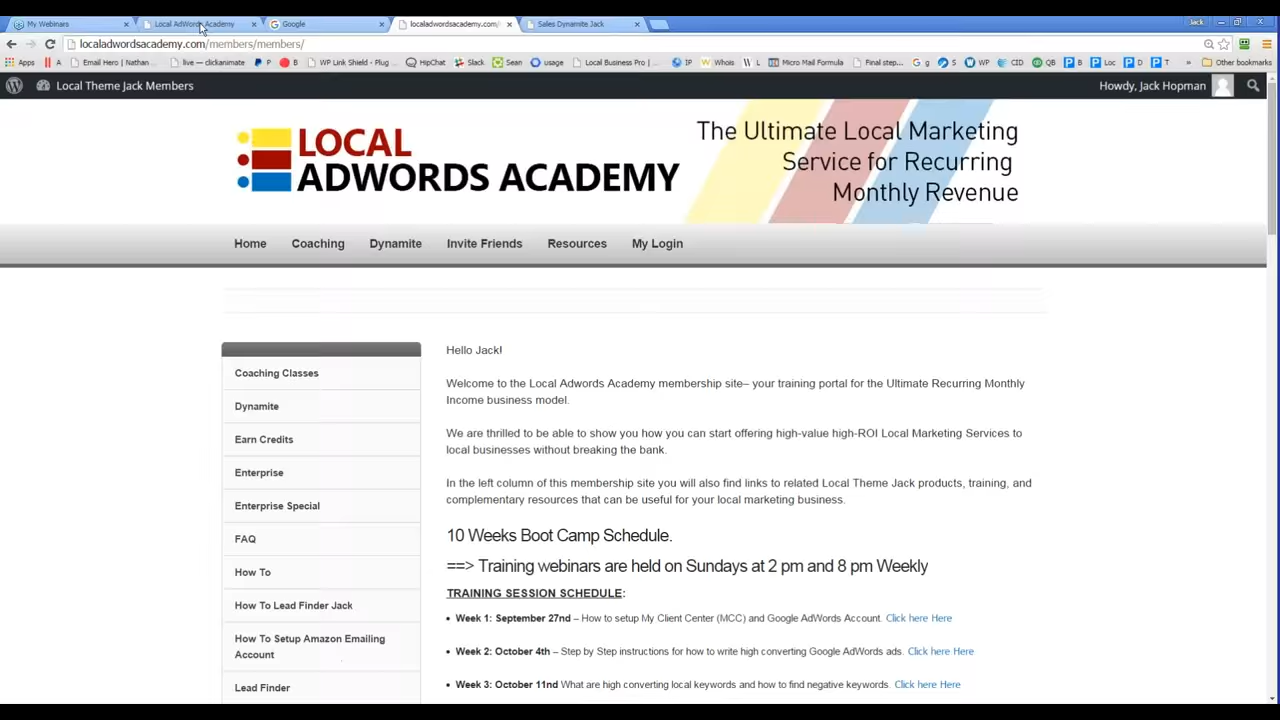 My Webinars
Local AdWords Academy
Google
localadwordsacademy.com/
Sales Dynamite Jack
Jack
localadwordsacademy.com/members/members/
Apps
A
Email Hero | Nathan
live — clickanimate
P
B
WP Link Shield - Plug
HipChat
Slack
Sean
usage
Local Business Pro |
IP
Whois
L
Micro Mail Formula
Final step...
g
S
WP
CID
QB
B
Loc
D
T
»
Other bookmarks
Local Theme Jack Members
Howdy, Jack Hopman
LOCAL
ADWORDS ACADEMY
The Ultimate Local Marketing
Service for Recurring
Monthly Revenue
Home
Coaching
Dynamite
Invite Friends
Resources
My Login
Coaching Classes
Dynamite
Earn Credits
Enterprise
Enterprise Special
FAQ
How To
How To Lead Finder Jack
How To Setup Amazon Emailing
Account
Lead Finder
Hello Jack!
Welcome to the Local Adwords Academy membership site– your training portal for the Ultimate Recurring Monthly
Income business model.
We are thrilled to be able to show you how you can start offering high-value high-ROI Local Marketing Services to
local businesses without breaking the bank.
In the left column of this membership site you will also find links to related Local Theme Jack products, training, and
complementary resources that can be useful for your local marketing business.
10 Weeks Boot Camp Schedule.
==> Training webinars are held on Sundays at 2 pm and 8 pm Weekly
TRAINING SESSION SCHEDULE:
• Week 1: September 27nd – How to setup My Client Center (MCC) and Google AdWords Account. Click here Here
• Week 2: October 4th – Step by Step instructions for how to write high converting Google AdWords ads. Click here Here
• Week 3: October 11nd What are high converting local keywords and how to find negative keywords. Click here Here